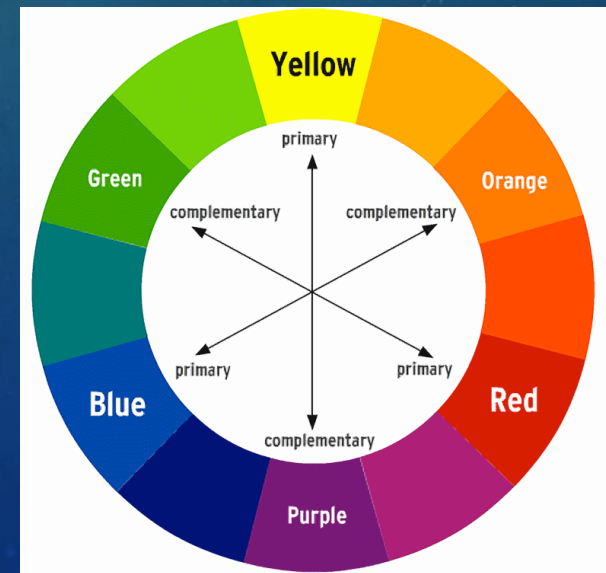 Yellow
primary
Green
Orange
complementary
complementary
primary
primary
Blue
Red
complementary
Purple